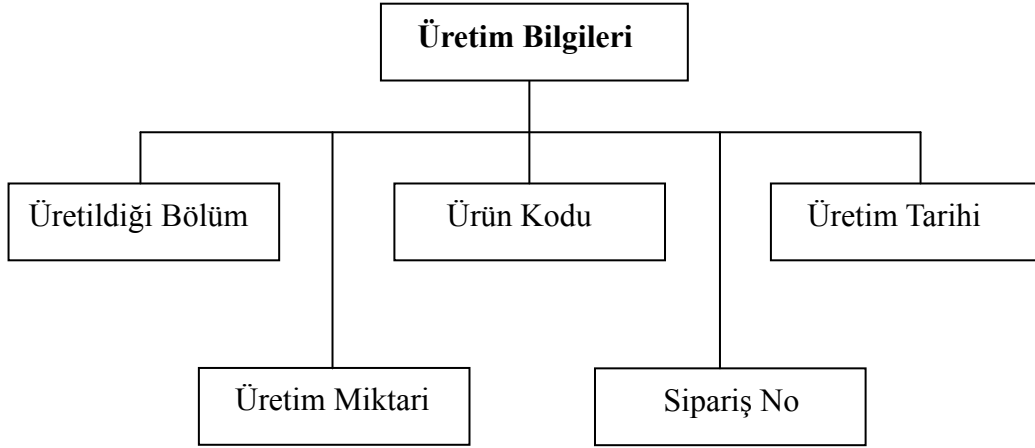 Üretim Bilgileri
Üretildiği Bölüm
Ürün Kodu
Üretim Tarihi
Üretim Miktari
Sipariş No